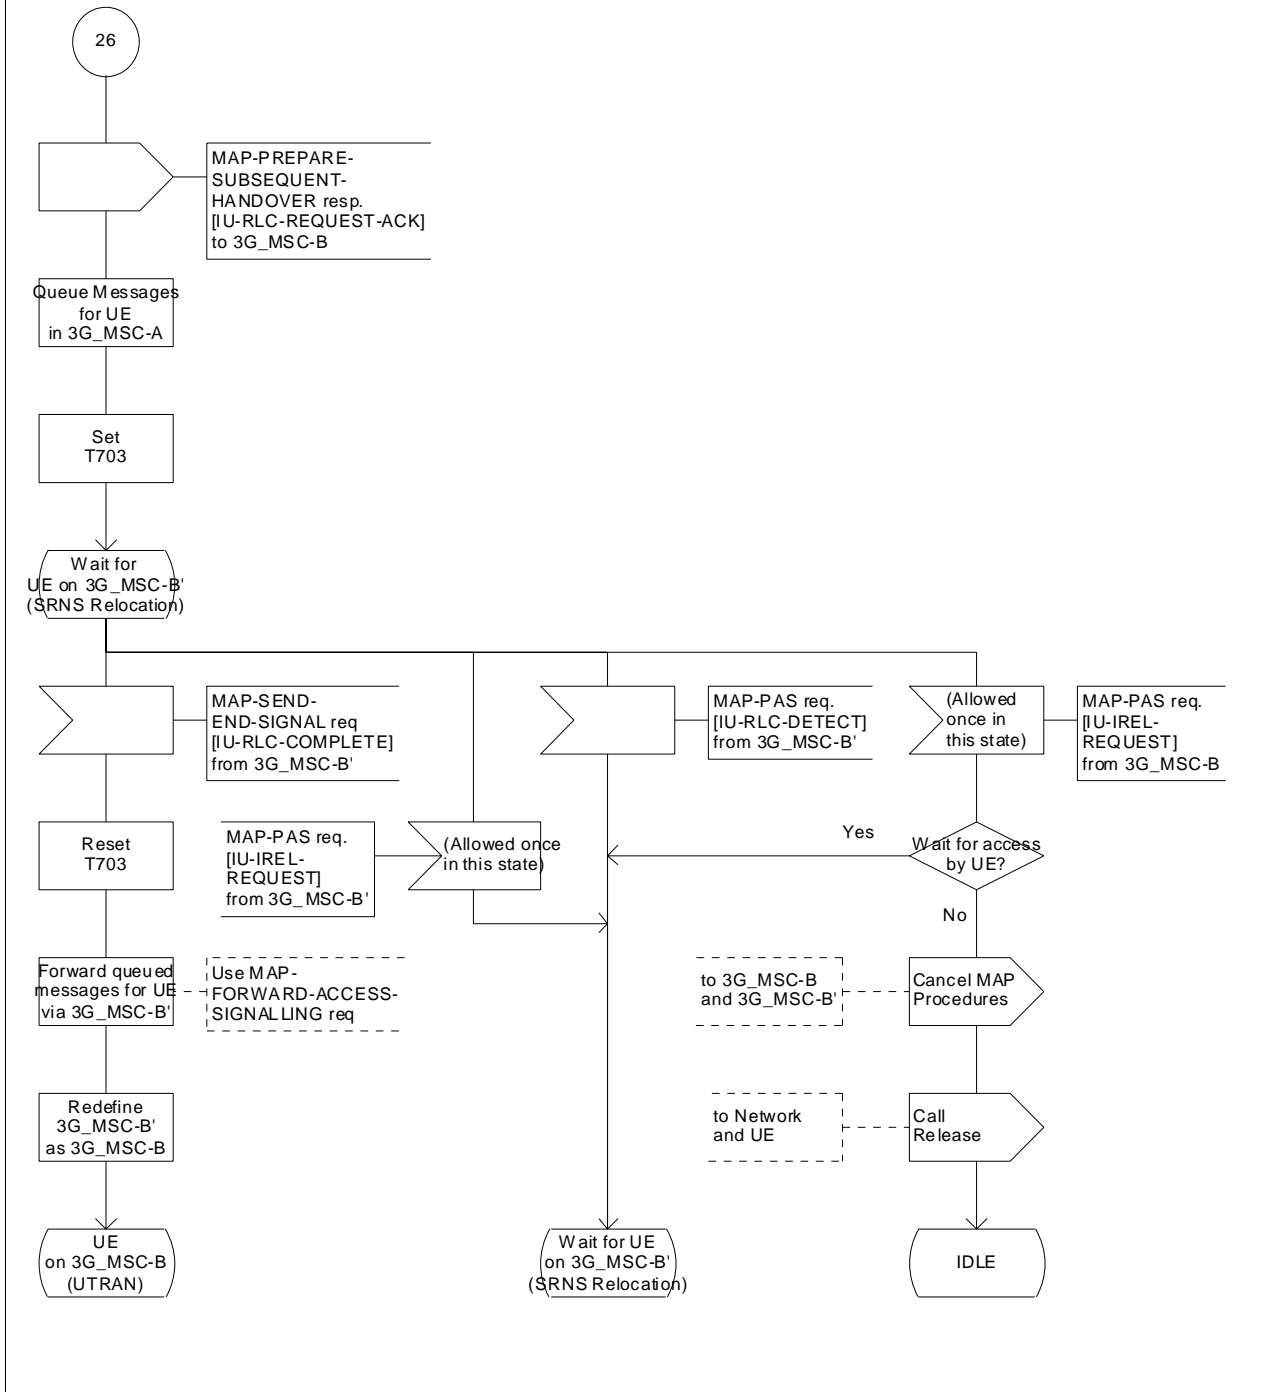 26
MAP-PREPARE-
SUBSEQUENT-
HANDOVER resp.
[IU-RLC-REQUEST-ACK]
to 3G_MSC-B
Queue Messages
for UE
in 3G_MSC-A
Set
T703
Wait for
UE on 3G_MSC-B'
(SRNS Relocation)
MAP-SEND-
END-SIGNAL req
[IU-RLC-COMPLETE]
from 3G_MSC-B'
MAP-PAS req.
[IU-RLC-DETECT]
from 3G_MSC-B'
(Allowed
once in
this state)
MAP-PAS req.
[IU-IREL-
REQUEST]
from 3G_MSC-B
Reset
T703
MAP-PAS req.
[IU-IREL-
REQUEST]
from 3G_MSC-B'
(Allowed once
in this state)
Yes
Wait for access
by UE?
No
Forward queued
messages for UE
via 3G_MSC-B'
Use MAP-
FORWARD-ACCESS-
SIGNALLING req
to 3G_MSC-B
and 3G_MSC-B'
Cancel MAP
Procedures
Redefine
3G_MSC-B'
as 3G_MSC-B
to Network
and UE
Call
Release
UE
on 3G_MSC-B
(UTRAN)
Wait for UE
on 3G_MSC-B'
(SRNS Relocation)
IDLE